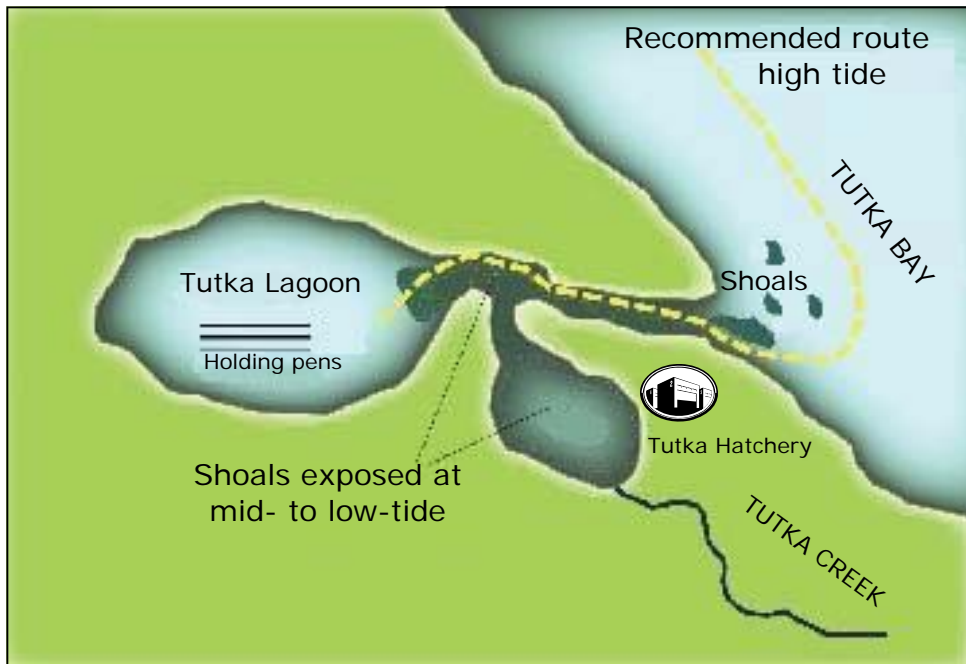 Recommended route
high tide
TUTKA BAY
Shoals
Tutka Lagoon
Holding pens
Tutka Hatchery
Shoals exposed at
mid- to low-tide
TUTKA CREEK